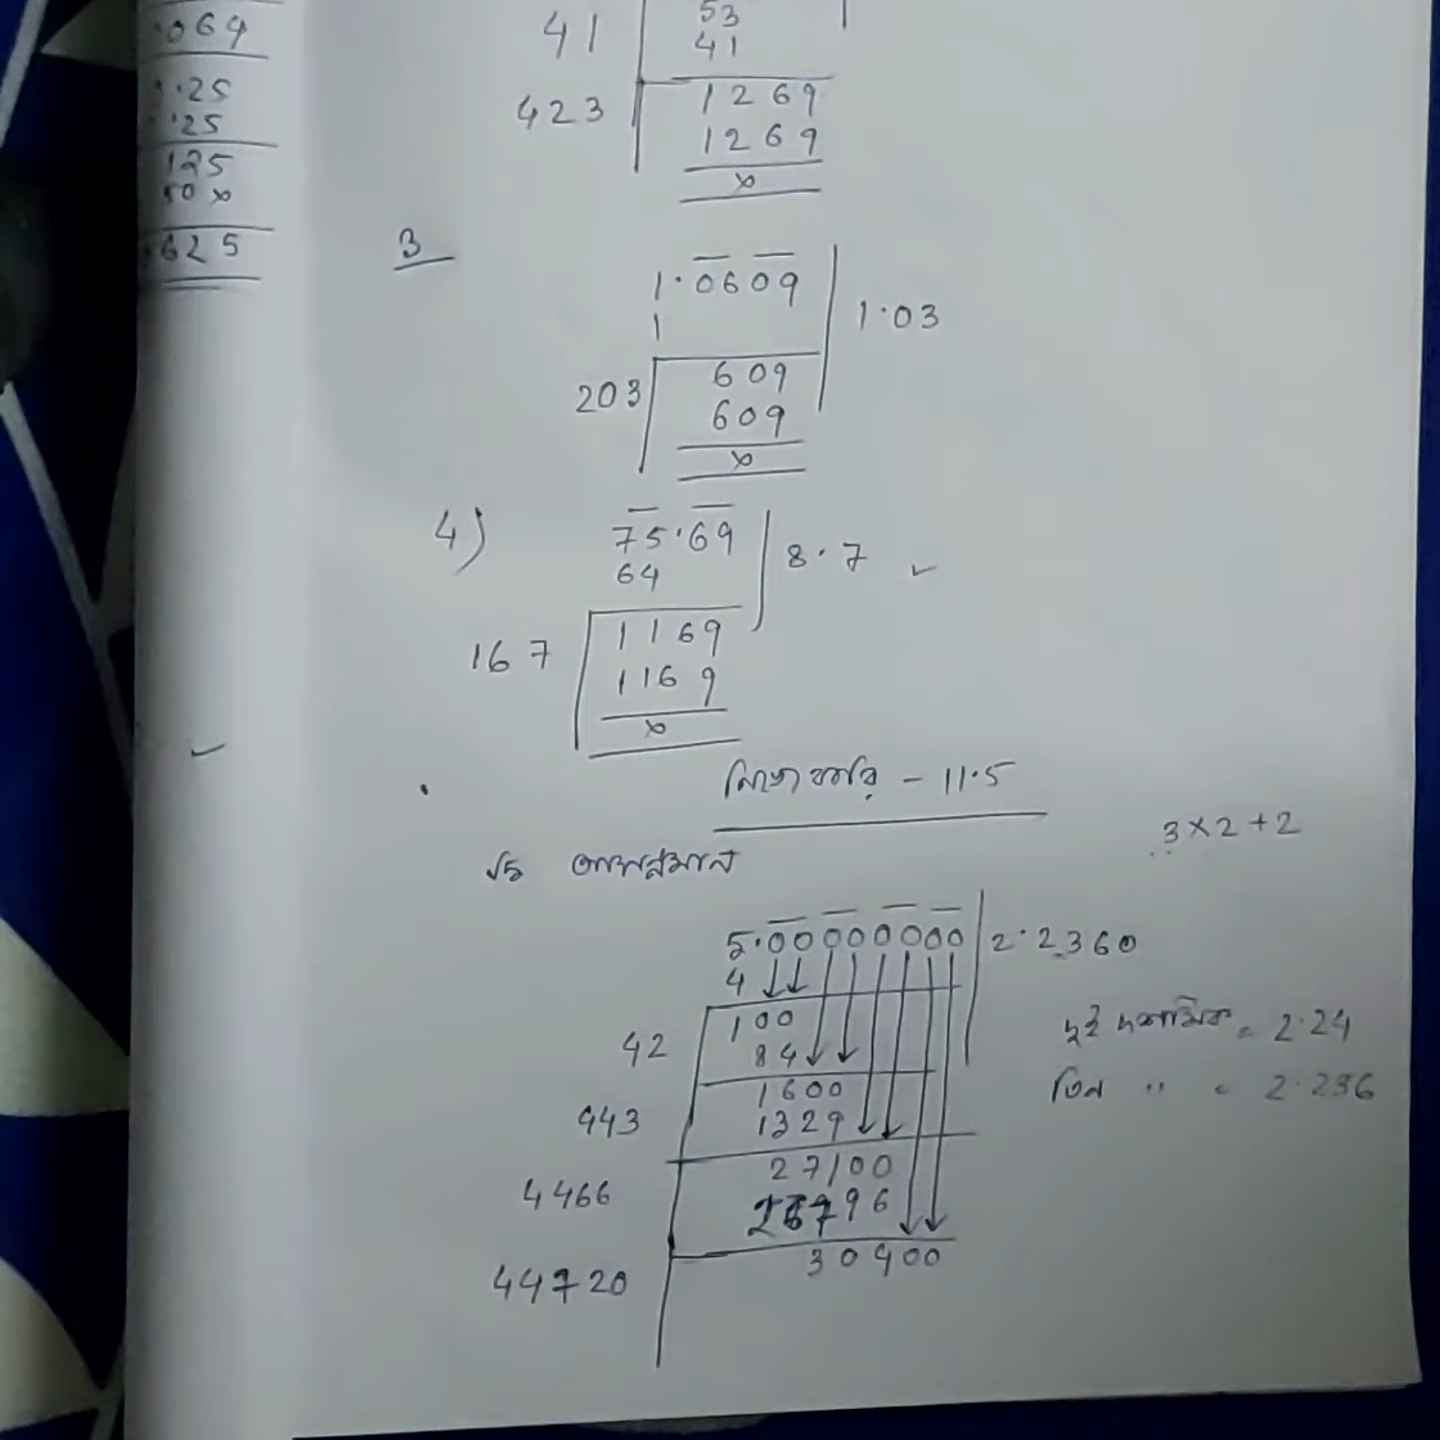 064
1.25
.25
125
50 x
625
53
41 41
423 1269
1269
x
3
1.0609 1.03
1
203 609
609
x
4) 75.69 8.7
64
167 1169
1169
x
নিজে করি - 11.5
3x2+2
√5 আসন্নমান
5.00000000 2.2360
4
দুই দশমিক = 2.24
42 100
84
তিন " = 2.236
1600
443 1329
27100
4466 26796
30400
44720